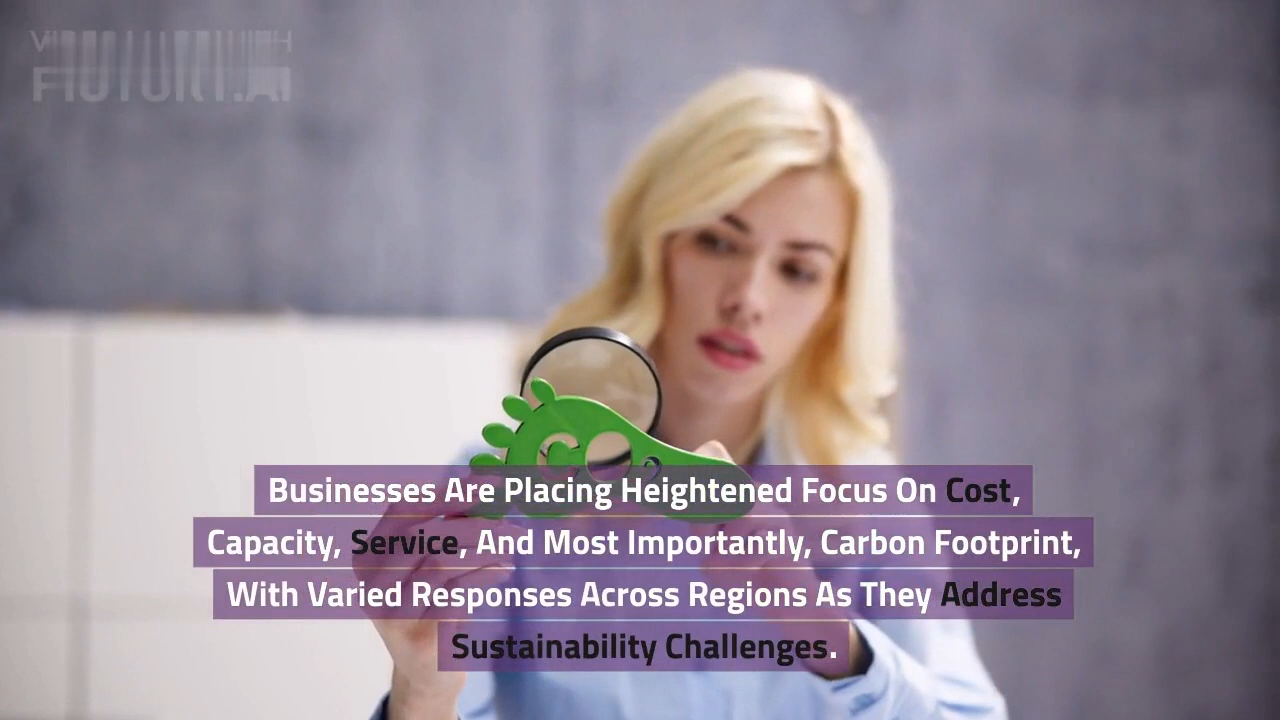 Businesses Are Placing Heightened Focus On Cost,
Capacity, Service, And Most Importantly, Carbon Footprint,
With Varied Responses Across Regions As They Address
Sustainability Challenges.